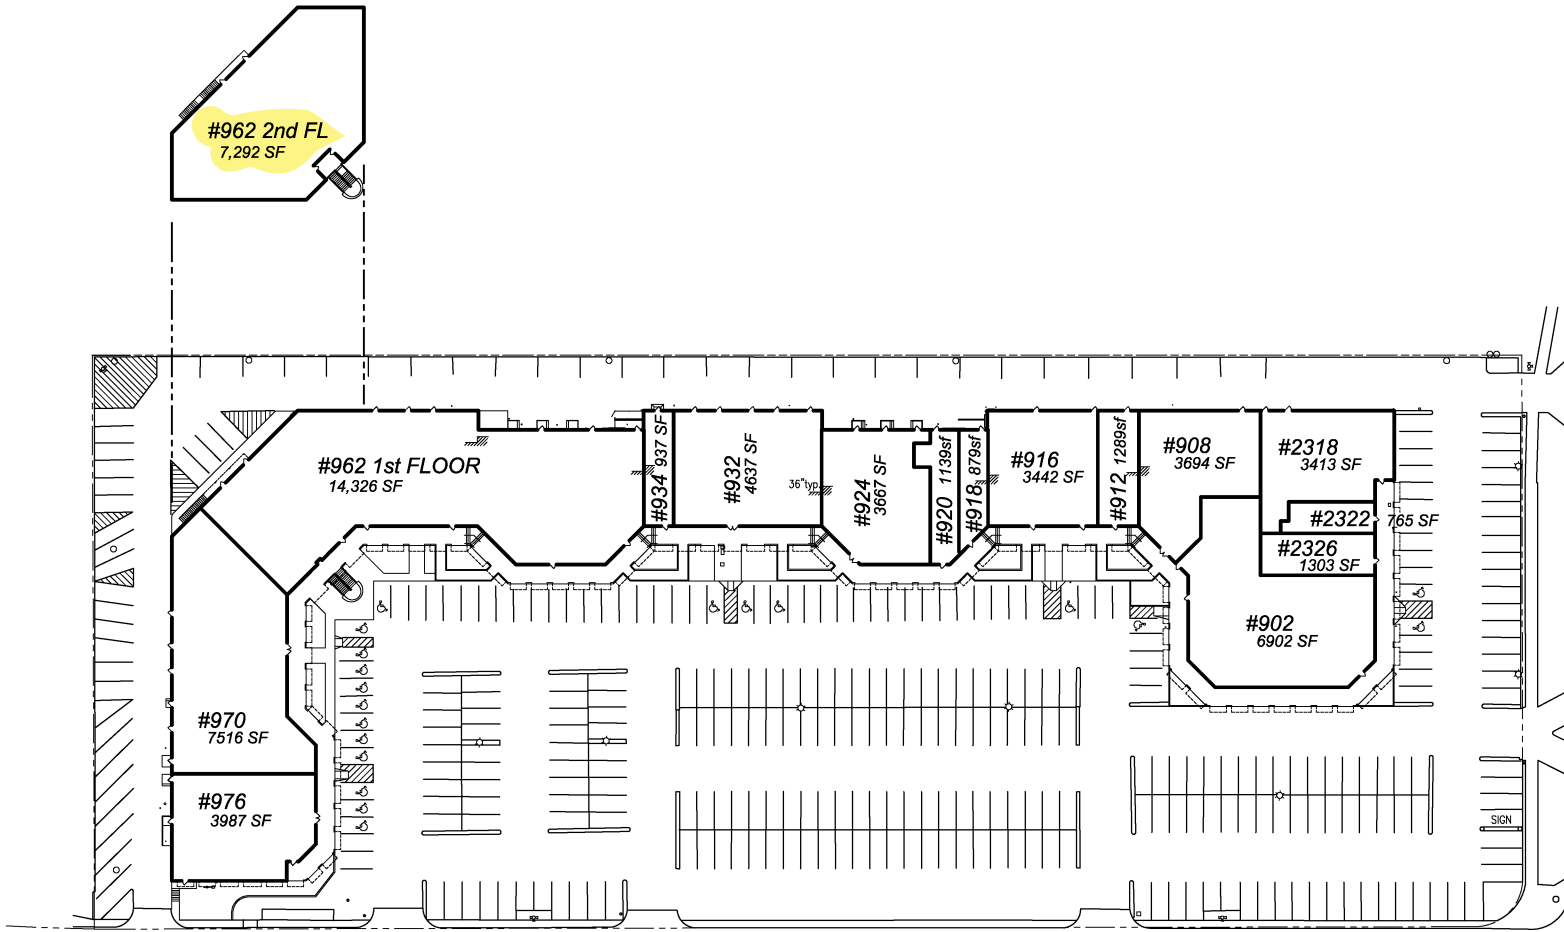 #962 2nd FL
7,292 SF
#962 1st FLOOR
14,326 SF
#934 937 SF
#932
4637 SF
36"typ.
#924
3667 SF
#920 1139sf
#918 879sf
#916
3442 SF
#912 1289sf
#908
3694 SF
#2318
3413 SF
#2322 765 SF
#2326
1303 SF
#902
6902 SF
#970
7516 SF
#976
3987 SF
SIGN